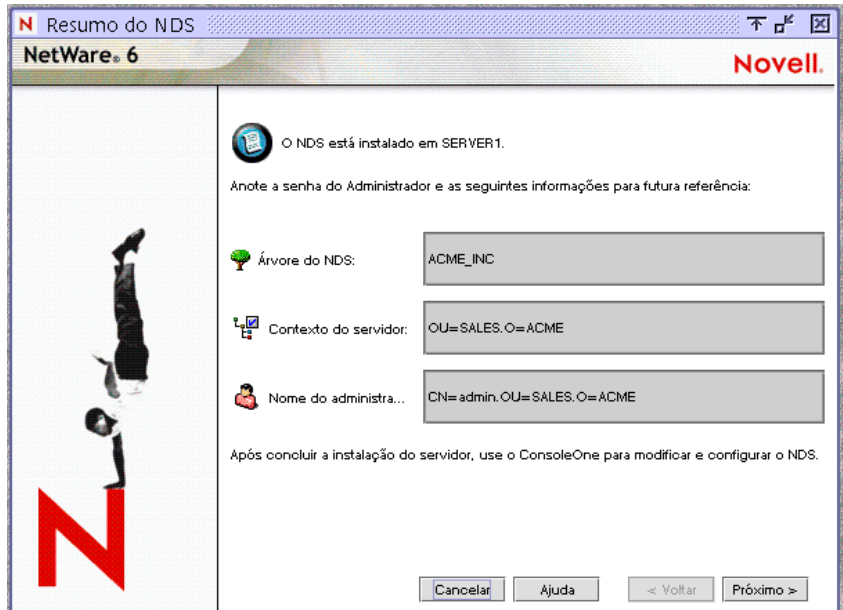 N Resumo do NDS
NetWare® 6
Novell®
O NDS está instalado em SERVER1.
Anote a senha do Administrador e as seguintes informações para futura referência:
Árvore do NDS: ACME_INC
Contexto do servidor: OU=SALES.O=ACME
Nome do administra... CN=admin.OU=SALES.O=ACME
Após concluir a instalação do servidor, use o ConsoleOne para modificar e configurar o NDS.
N
Cancelar Ajuda < Voltar Próximo >